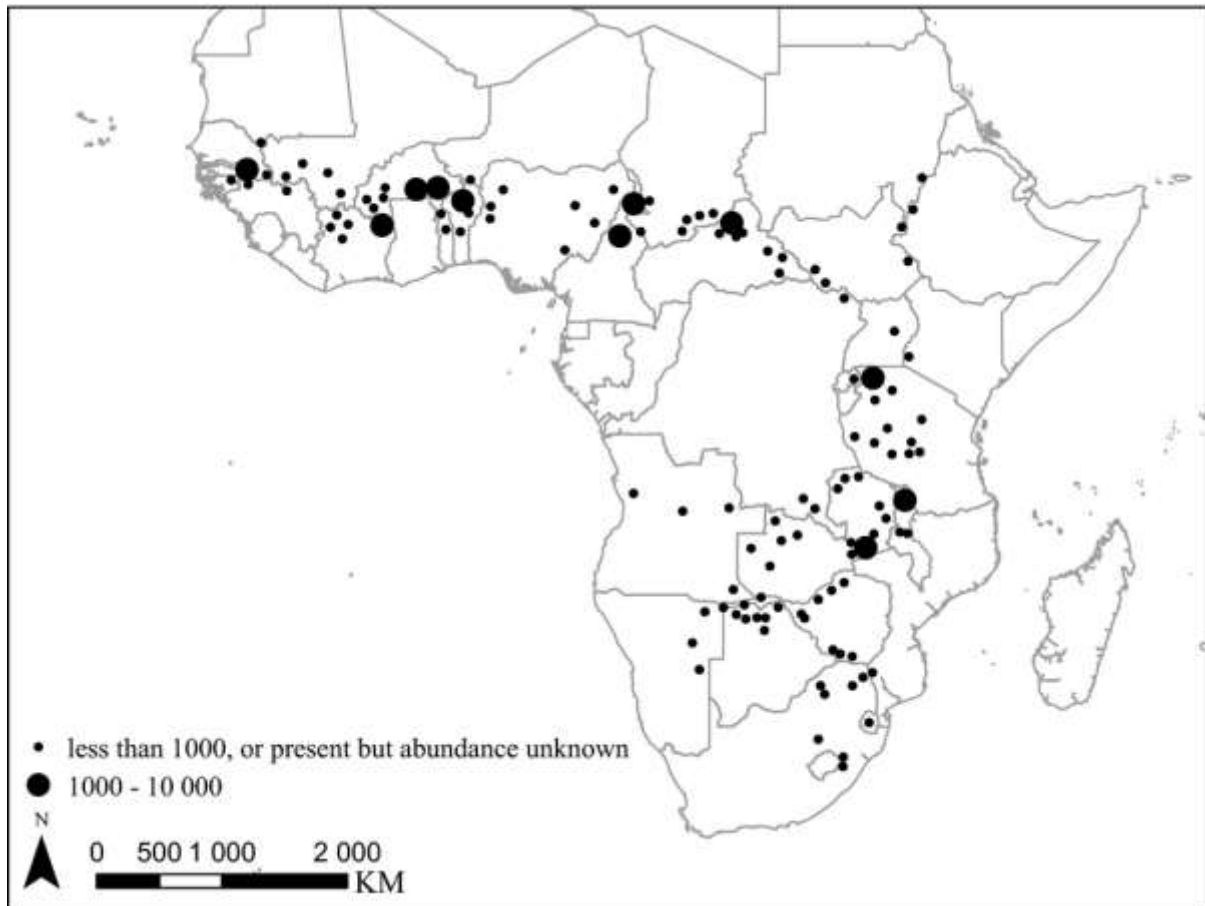 less than 1000, or present but abundance unknown
1000 - 10 000
N
0 500 1 000 2 000
KM